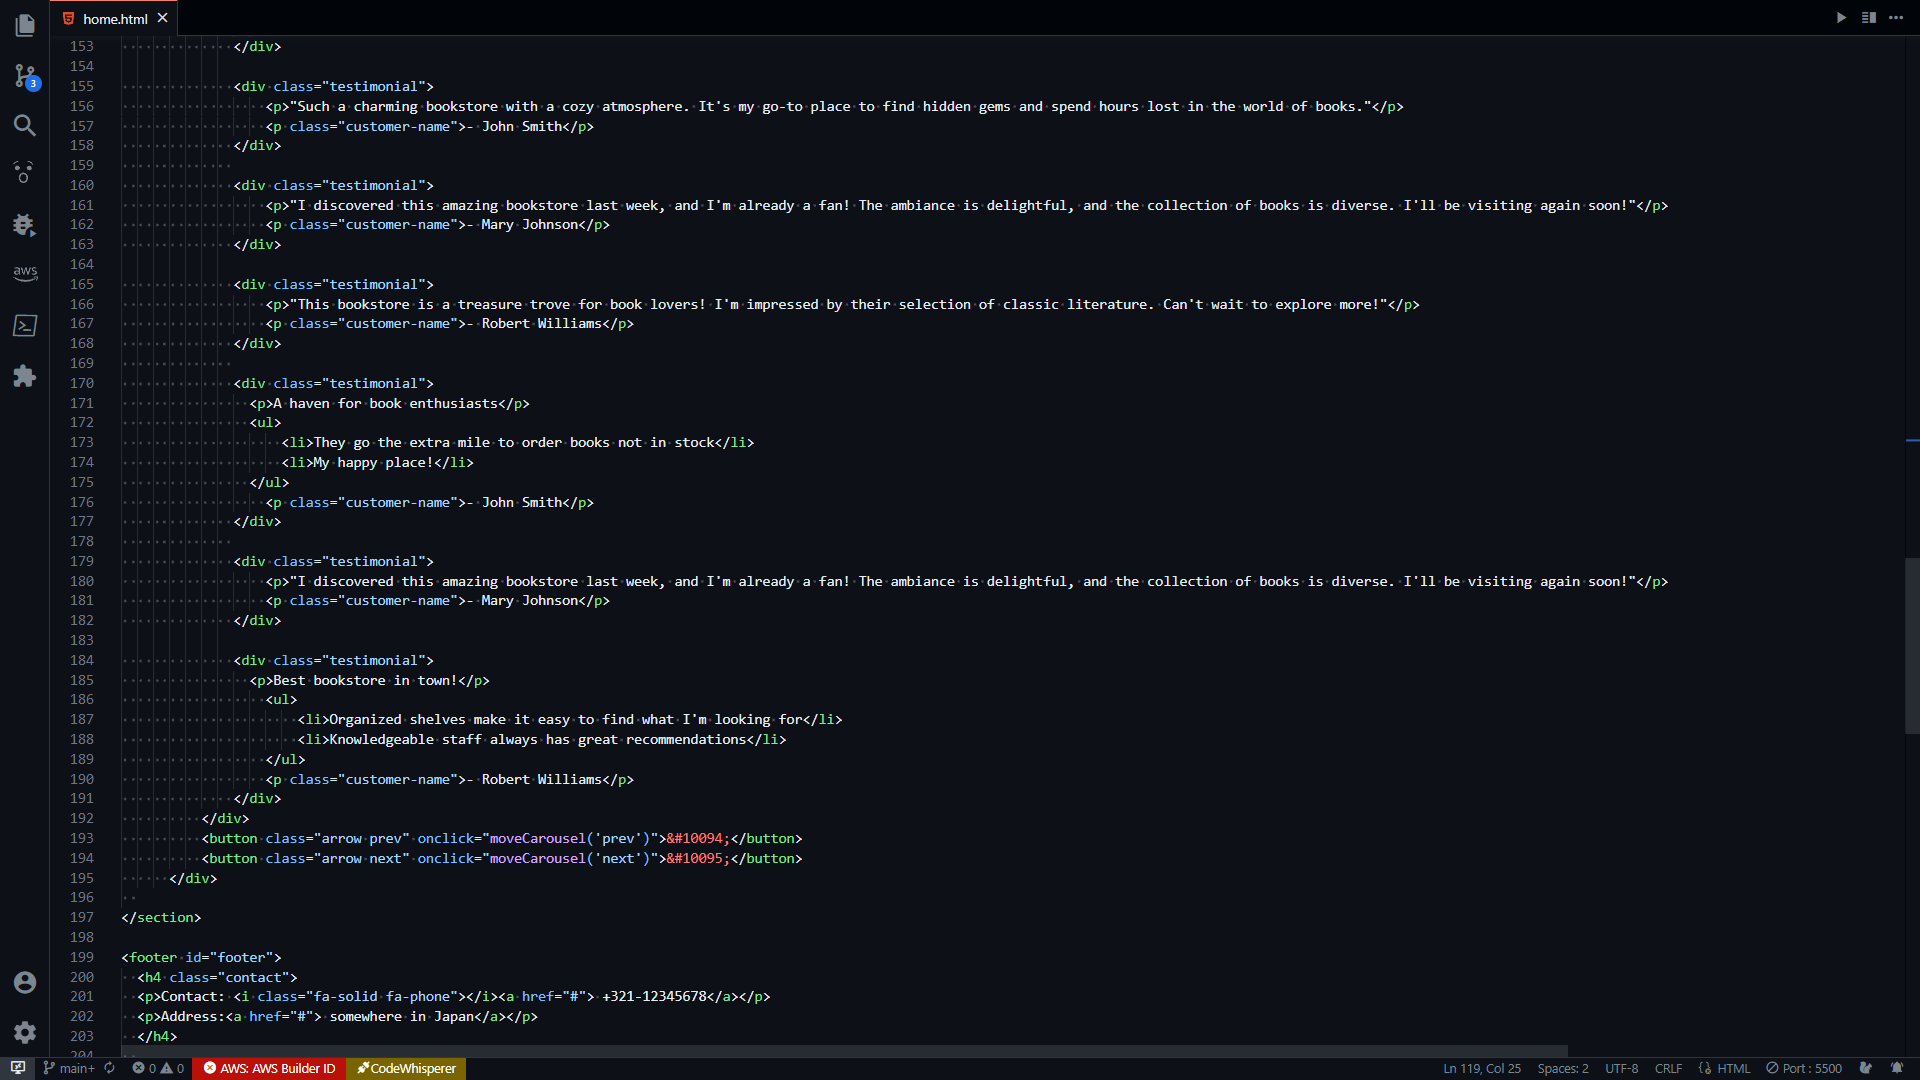 home.html
153 </div>
154
155 <div class="testimonial">
156 <p>"Such a charming bookstore with a cozy atmosphere. It's my go-to place to find hidden gems and spend hours lost in the world of books."</p>
157 <p class="customer-name">- John Smith</p>
158 </div>
159
160 <div class="testimonial">
161 <p>"I discovered this amazing bookstore last week, and I'm already a fan! The ambiance is delightful, and the collection of books is diverse. I'll be visiting again soon!"</p>
162 <p class="customer-name">- Mary Johnson</p>
163 </div>
164
165 <div class="testimonial">
166 <p>"This bookstore is a treasure trove for book lovers! I'm impressed by their selection of classic literature. Can't wait to explore more!"</p>
167 <p class="customer-name">- Robert Williams</p>
168 </div>
169
170 <div class="testimonial">
171 <p>A haven for book enthusiasts</p>
172 <ul>
173 <li>They go the extra mile to order books not in stock</li>
174 <li>My happy place!</li>
175 </ul>
176 <p class="customer-name">- John Smith</p>
177 </div>
178
179 <div class="testimonial">
180 <p>"I discovered this amazing bookstore last week, and I'm already a fan! The ambiance is delightful, and the collection of books is diverse. I'll be visiting again soon!"</p>
181 <p class="customer-name">- Mary Johnson</p>
182 </div>
183
184 <div class="testimonial">
185 <p>Best bookstore in town!</p>
186 <ul>
187 <li>Organized shelves make it easy to find what I'm looking for</li>
188 <li>Knowledgeable staff always has great recommendations</li>
189 </ul>
190 <p class="customer-name">- Robert Williams</p>
191 </div>
192 </div>
193 <button class="arrow prev" onclick="moveCarousel('prev')">&#10094;</button>
194 <button class="arrow next" onclick="moveCarousel('next')">&#10095;</button>
195 </div>
196
197 </section>
198
199 <footer id="footer">
200 <h4 class="contact">
201 <p>Contact: <i class="fa-solid fa-phone"></i><a href="#"> +321-12345678</a></p>
202 <p>Address:<a href="#"> somewhere in Japan</a></p>
203 </h4>
204
3
aws
main+ 0 0 AWS: AWS Builder ID CodeWhisperer Ln 119, Col 25 Spaces: 2 UTF-8 CRLF HTML Port : 5500